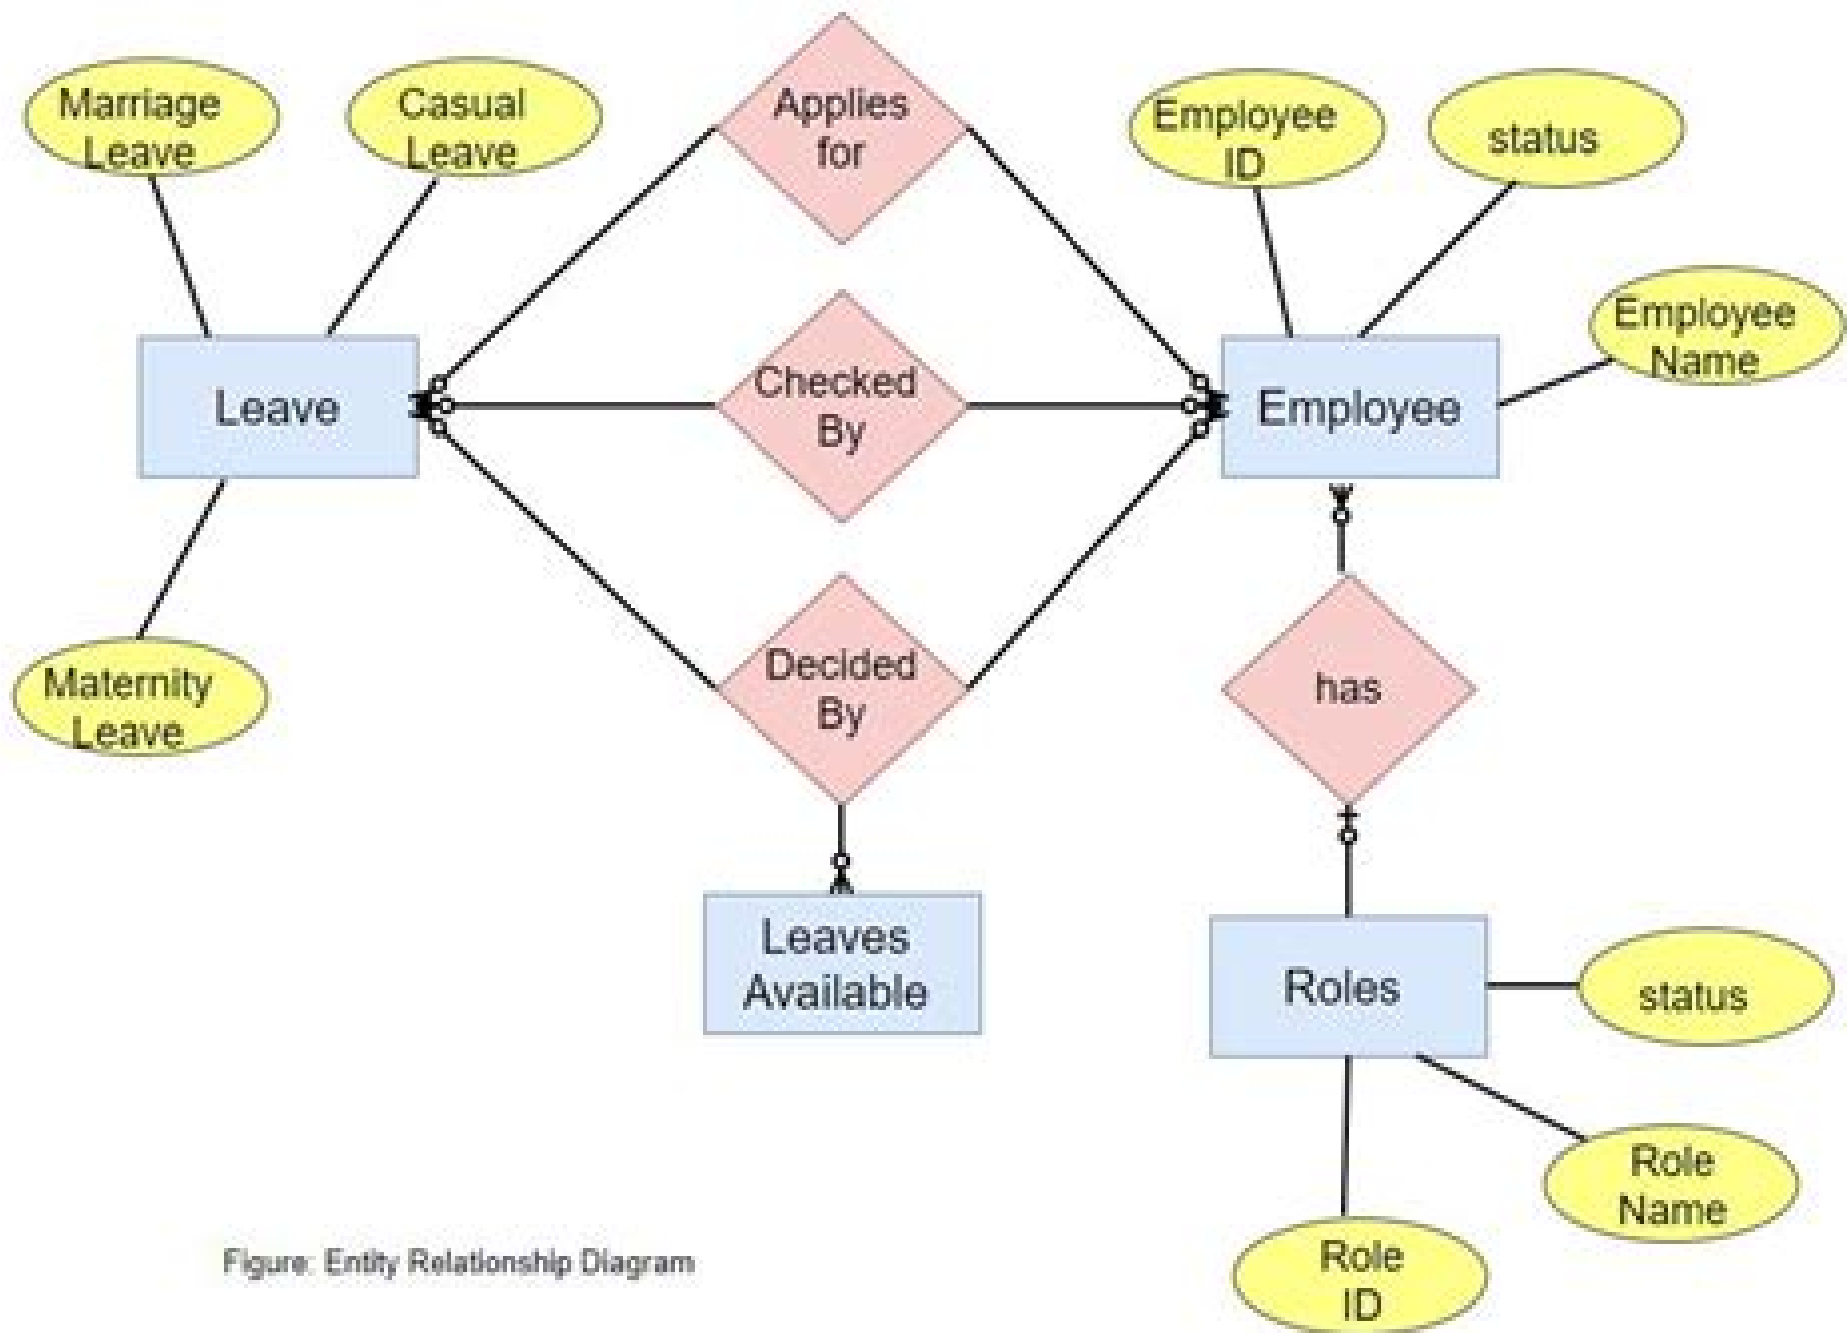 Marriage
Leave
Casual
Leave
Applies
for
Employee
ID
status
Employee
Name
Leave
Checked
By
Employee
Maternity
Leave
Decided
By
has
Leaves
Available
Roles
status
Role
Name
Role
ID
Figure: Entity Relationship Diagram